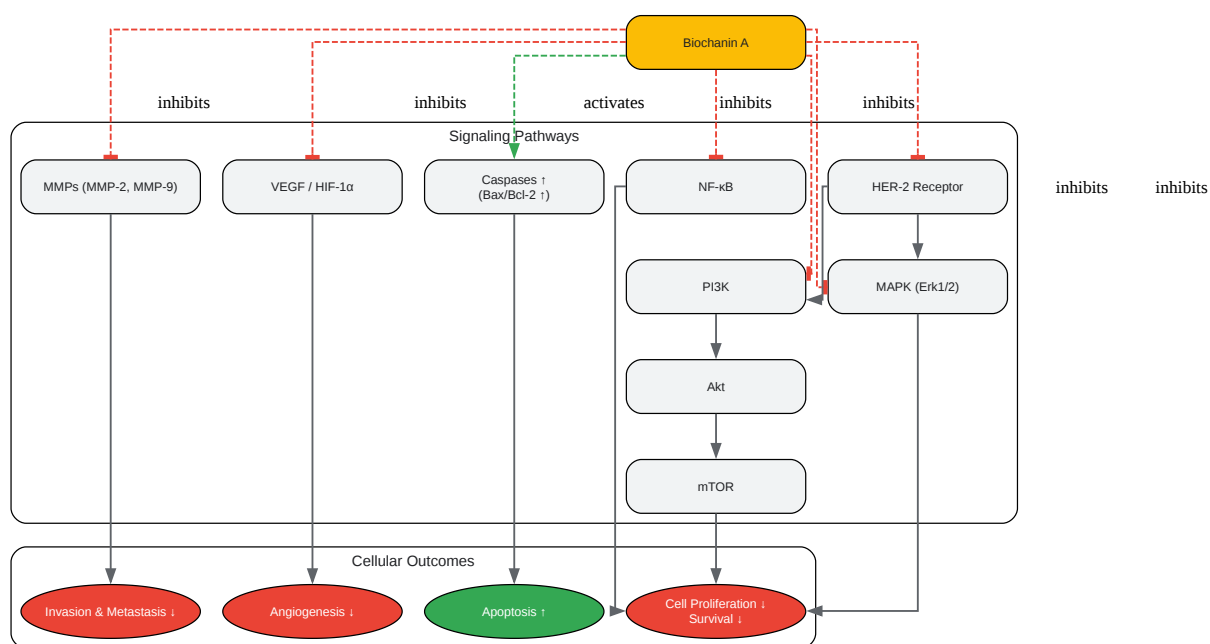 Biochanin A
inhibits
inhibits
activates
inhibits
inhibits
Signaling Pathways
MMPs (MMP-2, MMP-9)
VEGF / HIF-1α
Caspases ↑
(Bax/Bcl-2 ↑)
NF-κB
HER-2 Receptor
inhibits
inhibits
PI3K
MAPK (Erk1/2)
Akt
mTOR
Cellular Outcomes
Invasion & Metastasis ↓
Angiogenesis ↓
Apoptosis ↑
Cell Proliferation ↓
Survival ↓